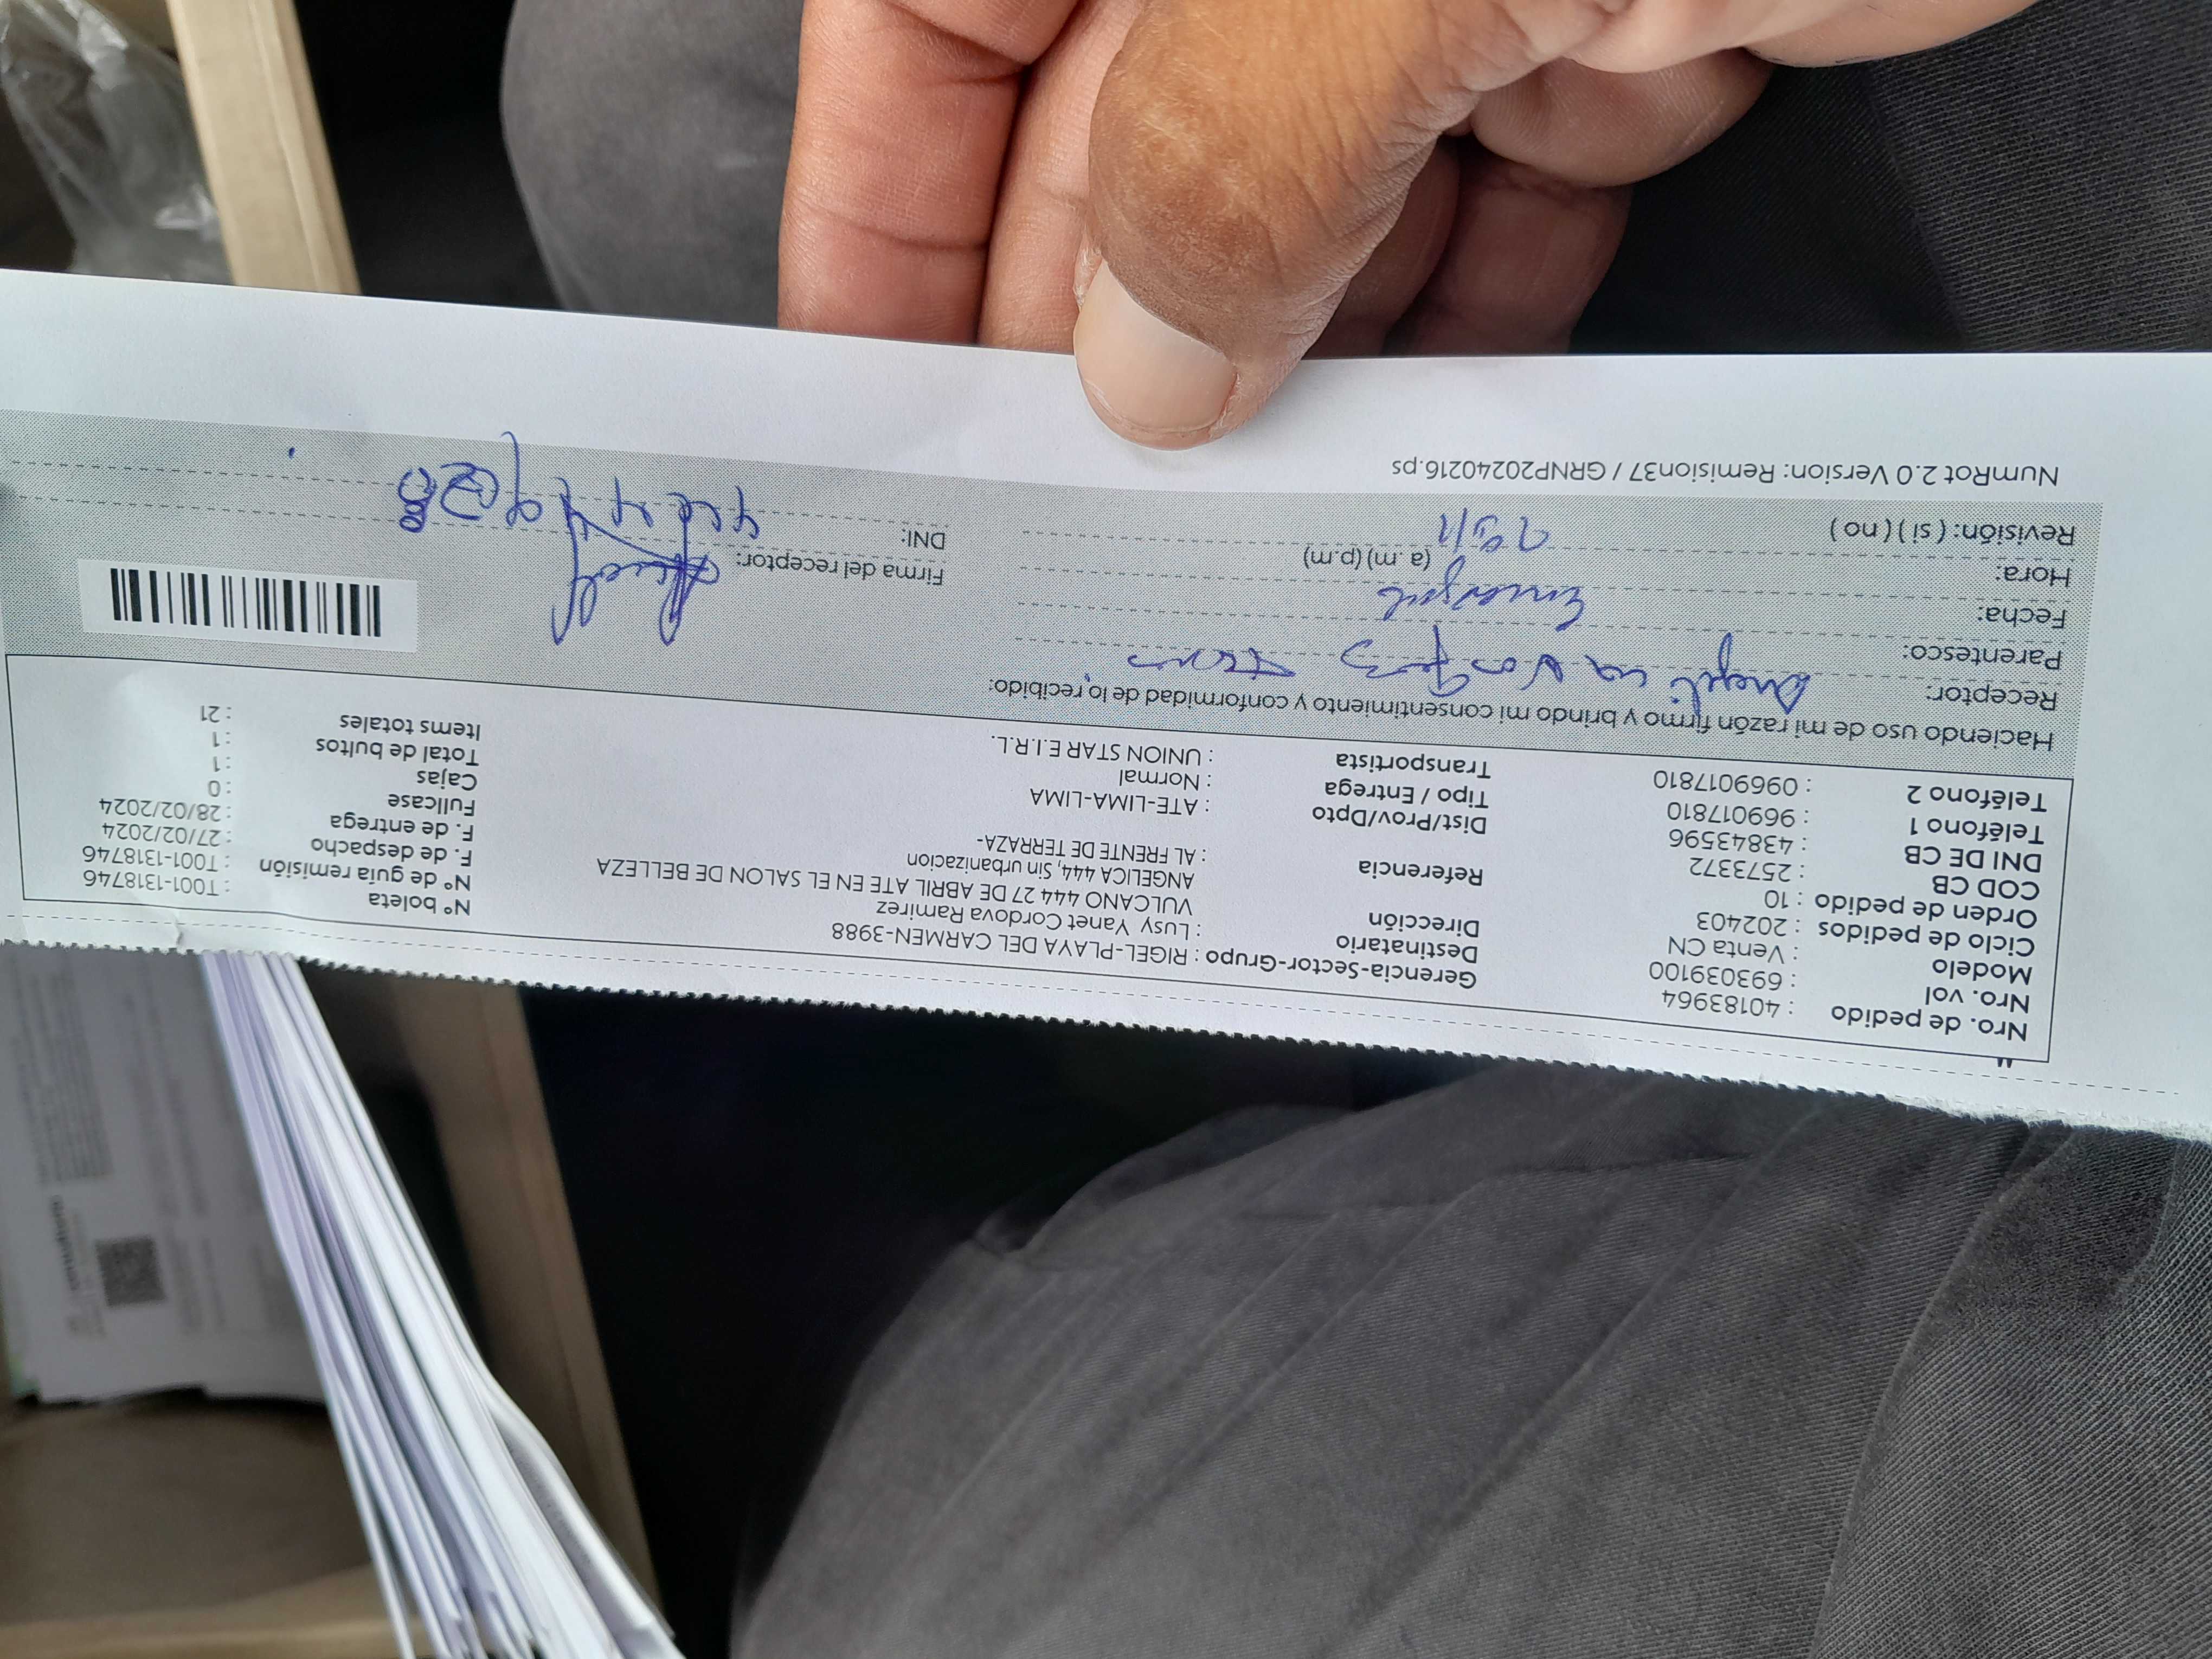 Nro. de pedido : 40183964
Nro. vol : 693039100
Modelo : Venta CN
Ciclo de pedidos : 202403
Orden de pedido : 10
COD CB : 2573372
DNI DE CB : 43843596
Teléfono 1 : 969017810
Teléfono 2 : 0969017810
Gerencia-Sector-Grupo : RIGEL-PLAYA DEL CARMEN-3988
Destinatario : Lusy Yanet Cordova Ramirez
Dirección VULCANO 444 27 DE ABRIL ATE EN EL SALON DE BELLEZA
ANGELICA 444, Sin urbanizacion
Referencia : AL FRENTE DE TERRAZA-
Dist/Prov/Dpto : ATE-LIMA-LIMA
Tipo / Entrega : Normal
Transportista : UNION STAR E.I.R.L.
N° boleta : T001-1318746
N° de guía remisión : T001-1318746
F. de despacho : 27/02/2024
F. de entrega : 28/02/2024
Fullcase : 0
Cajas : 1
Total de bultos : 1
Items totales : 21
Haciendo uso de mi razón firmo y brindo mi consentimiento y conformidad de lo recibido:
Receptor:
Parentesco:
Fecha:
Hora: (a.m) (p.m)
Revisión: ( si ) ( no )
Firma del receptor:
DNI:
NumRot 2.0 Version: Remision37 / GRNP20240216.ps